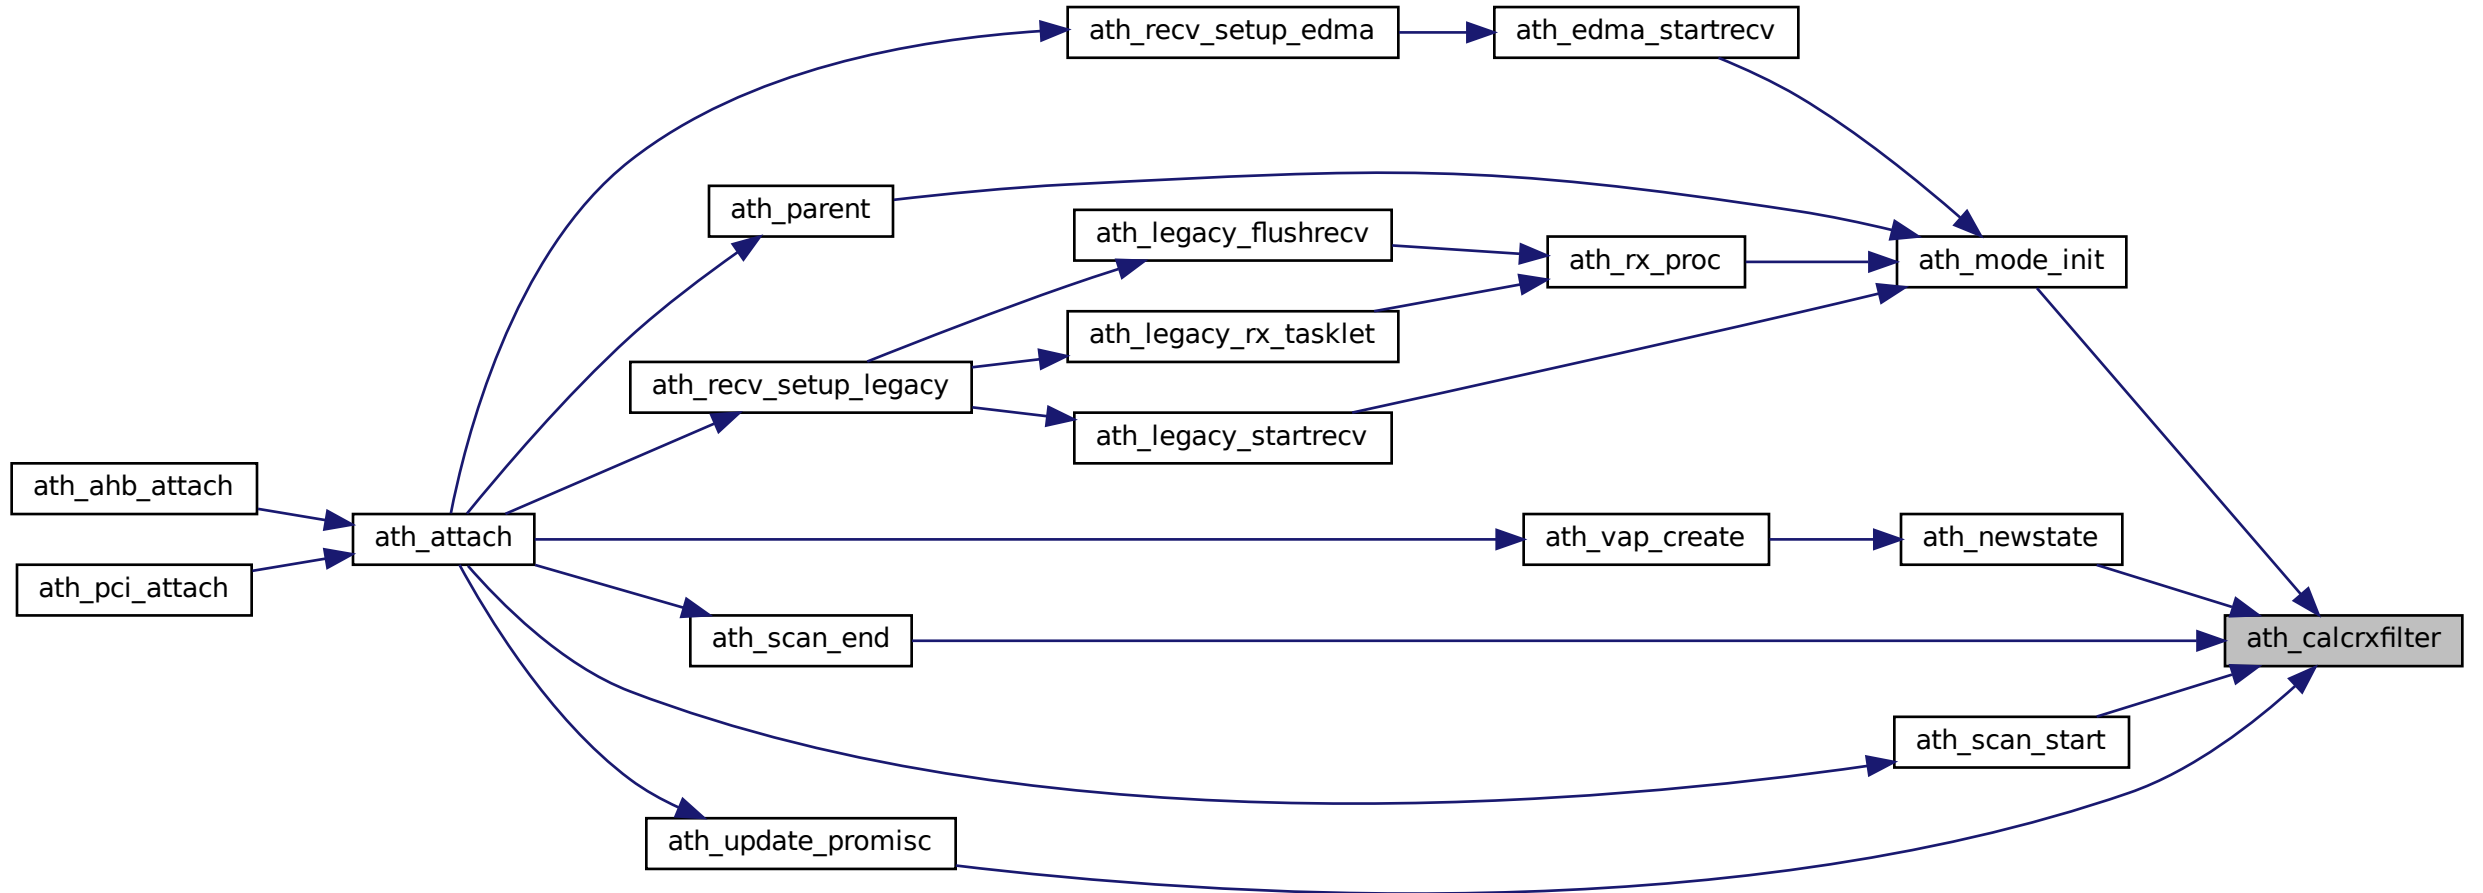 ath_recv_setup_edma
ath_edma_startrecv
ath_parent
ath_legacy_flushrecv
ath_rx_proc
ath_mode_init
ath_legacy_rx_tasklet
ath_recv_setup_legacy
ath_legacy_startrecv
ath_ahb_attach
ath_attach
ath_vap_create
ath_newstate
ath_pci_attach
ath_scan_end
ath_calcrxfilter
ath_scan_start
ath_update_promisc